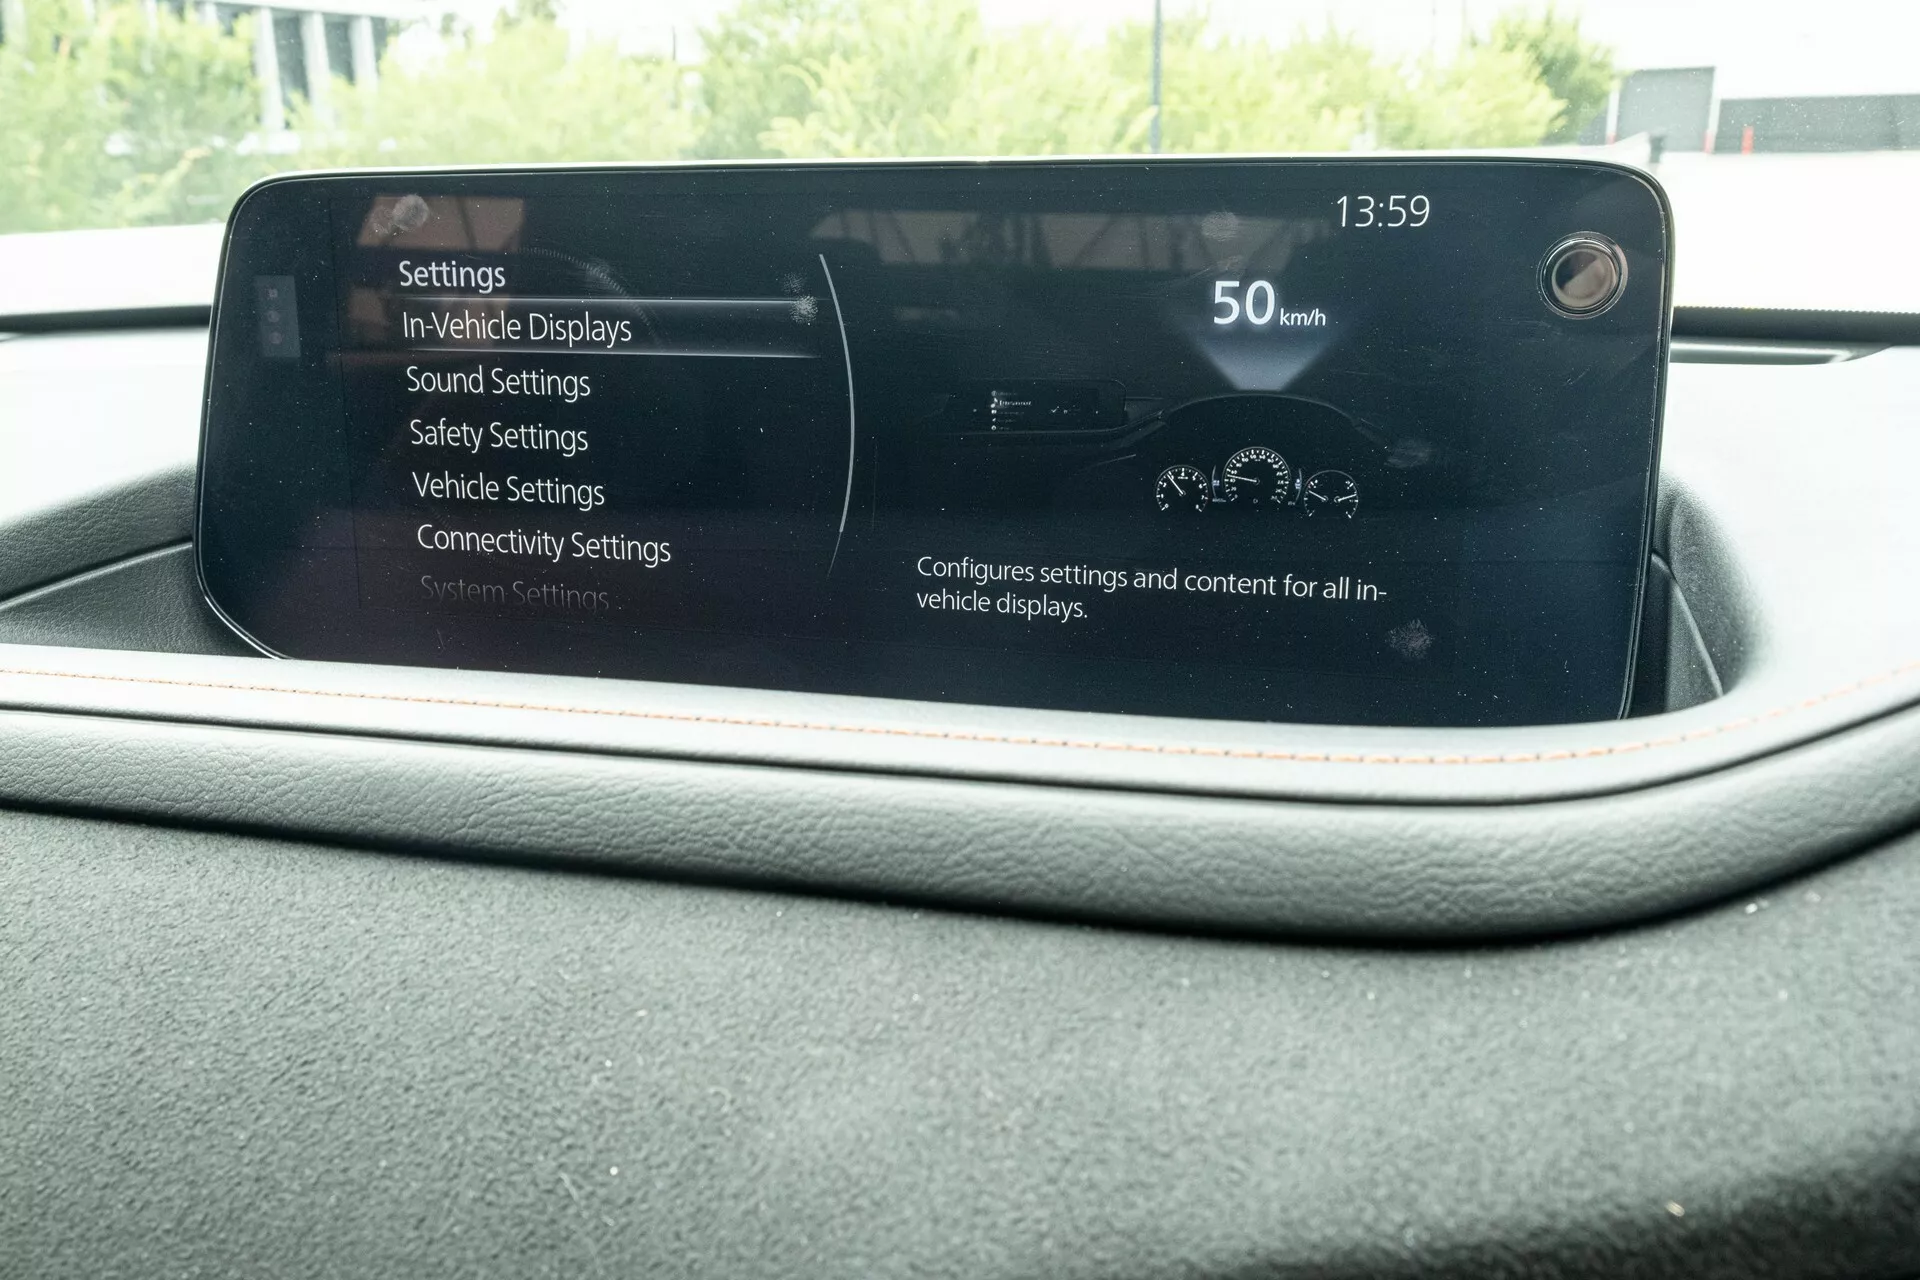 13:59
Settings
In-Vehicle Displays
Sound Settings
Safety Settings
Vehicle Settings
Connectivity Settings
System Settings
50 km/h
Configures settings and content for all in-
vehicle displays.